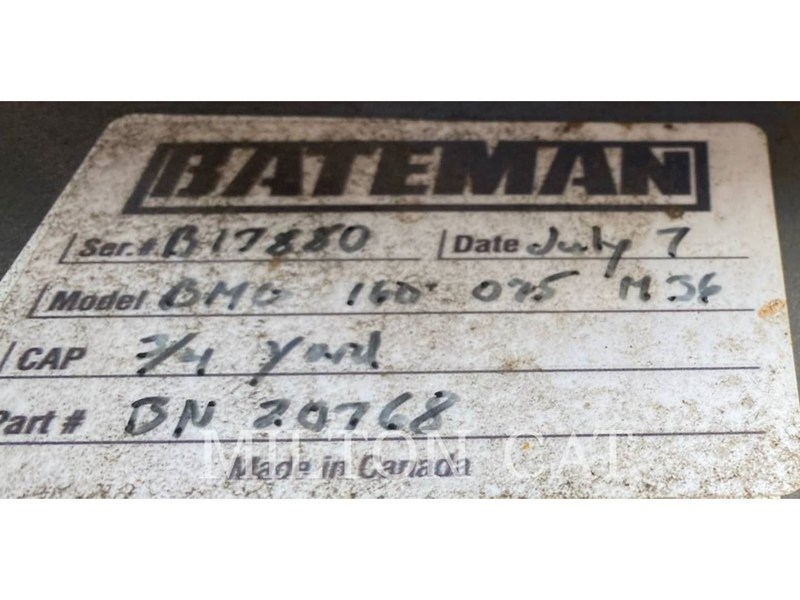 BATEMAN
Ser.# B17880 Date July 7
Model BMG 160 075 M36
CAP 3/4 Yard
Part # BN 20768
Made in Canada
MILTON CAT